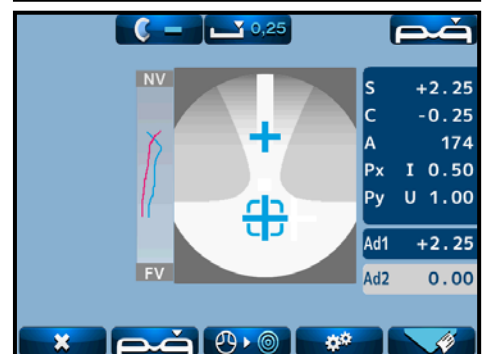 0,25
NV
FV
S +2.25
C -0.25
A 174
Px I 0.50
Py U 1.00
Ad1 +2.25
Ad2 0.00